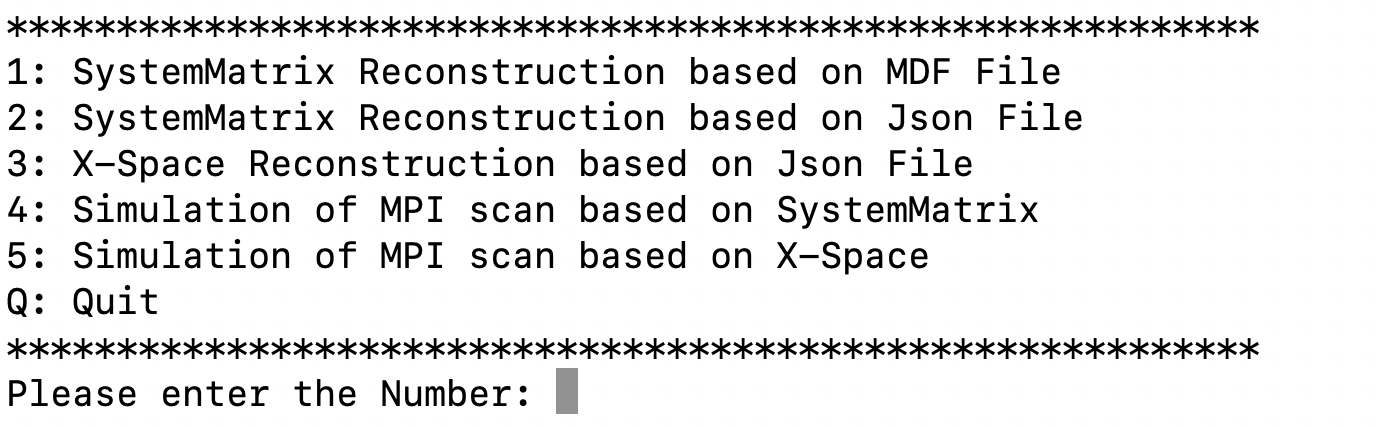 *********************************************************
1: SystemMatrix Reconstruction based on MDF File
2: SystemMatrix Reconstruction based on Json File
3: X-Space Reconstruction based on Json File
4: Simulation of MPI scan based on SystemMatrix
5: Simulation of MPI scan based on X-Space
Q: Quit
*********************************************************
Please enter the Number: